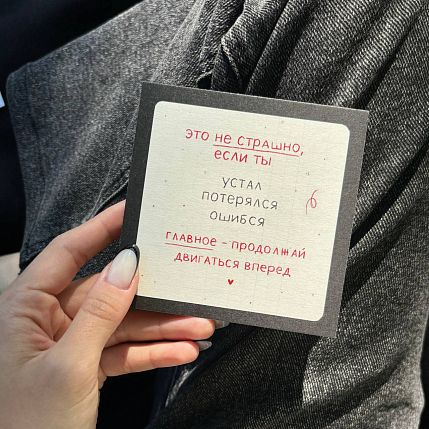 это не страшно,
если ты
устал
потерялся
ошибся
главное - продолжай
двигаться вперед